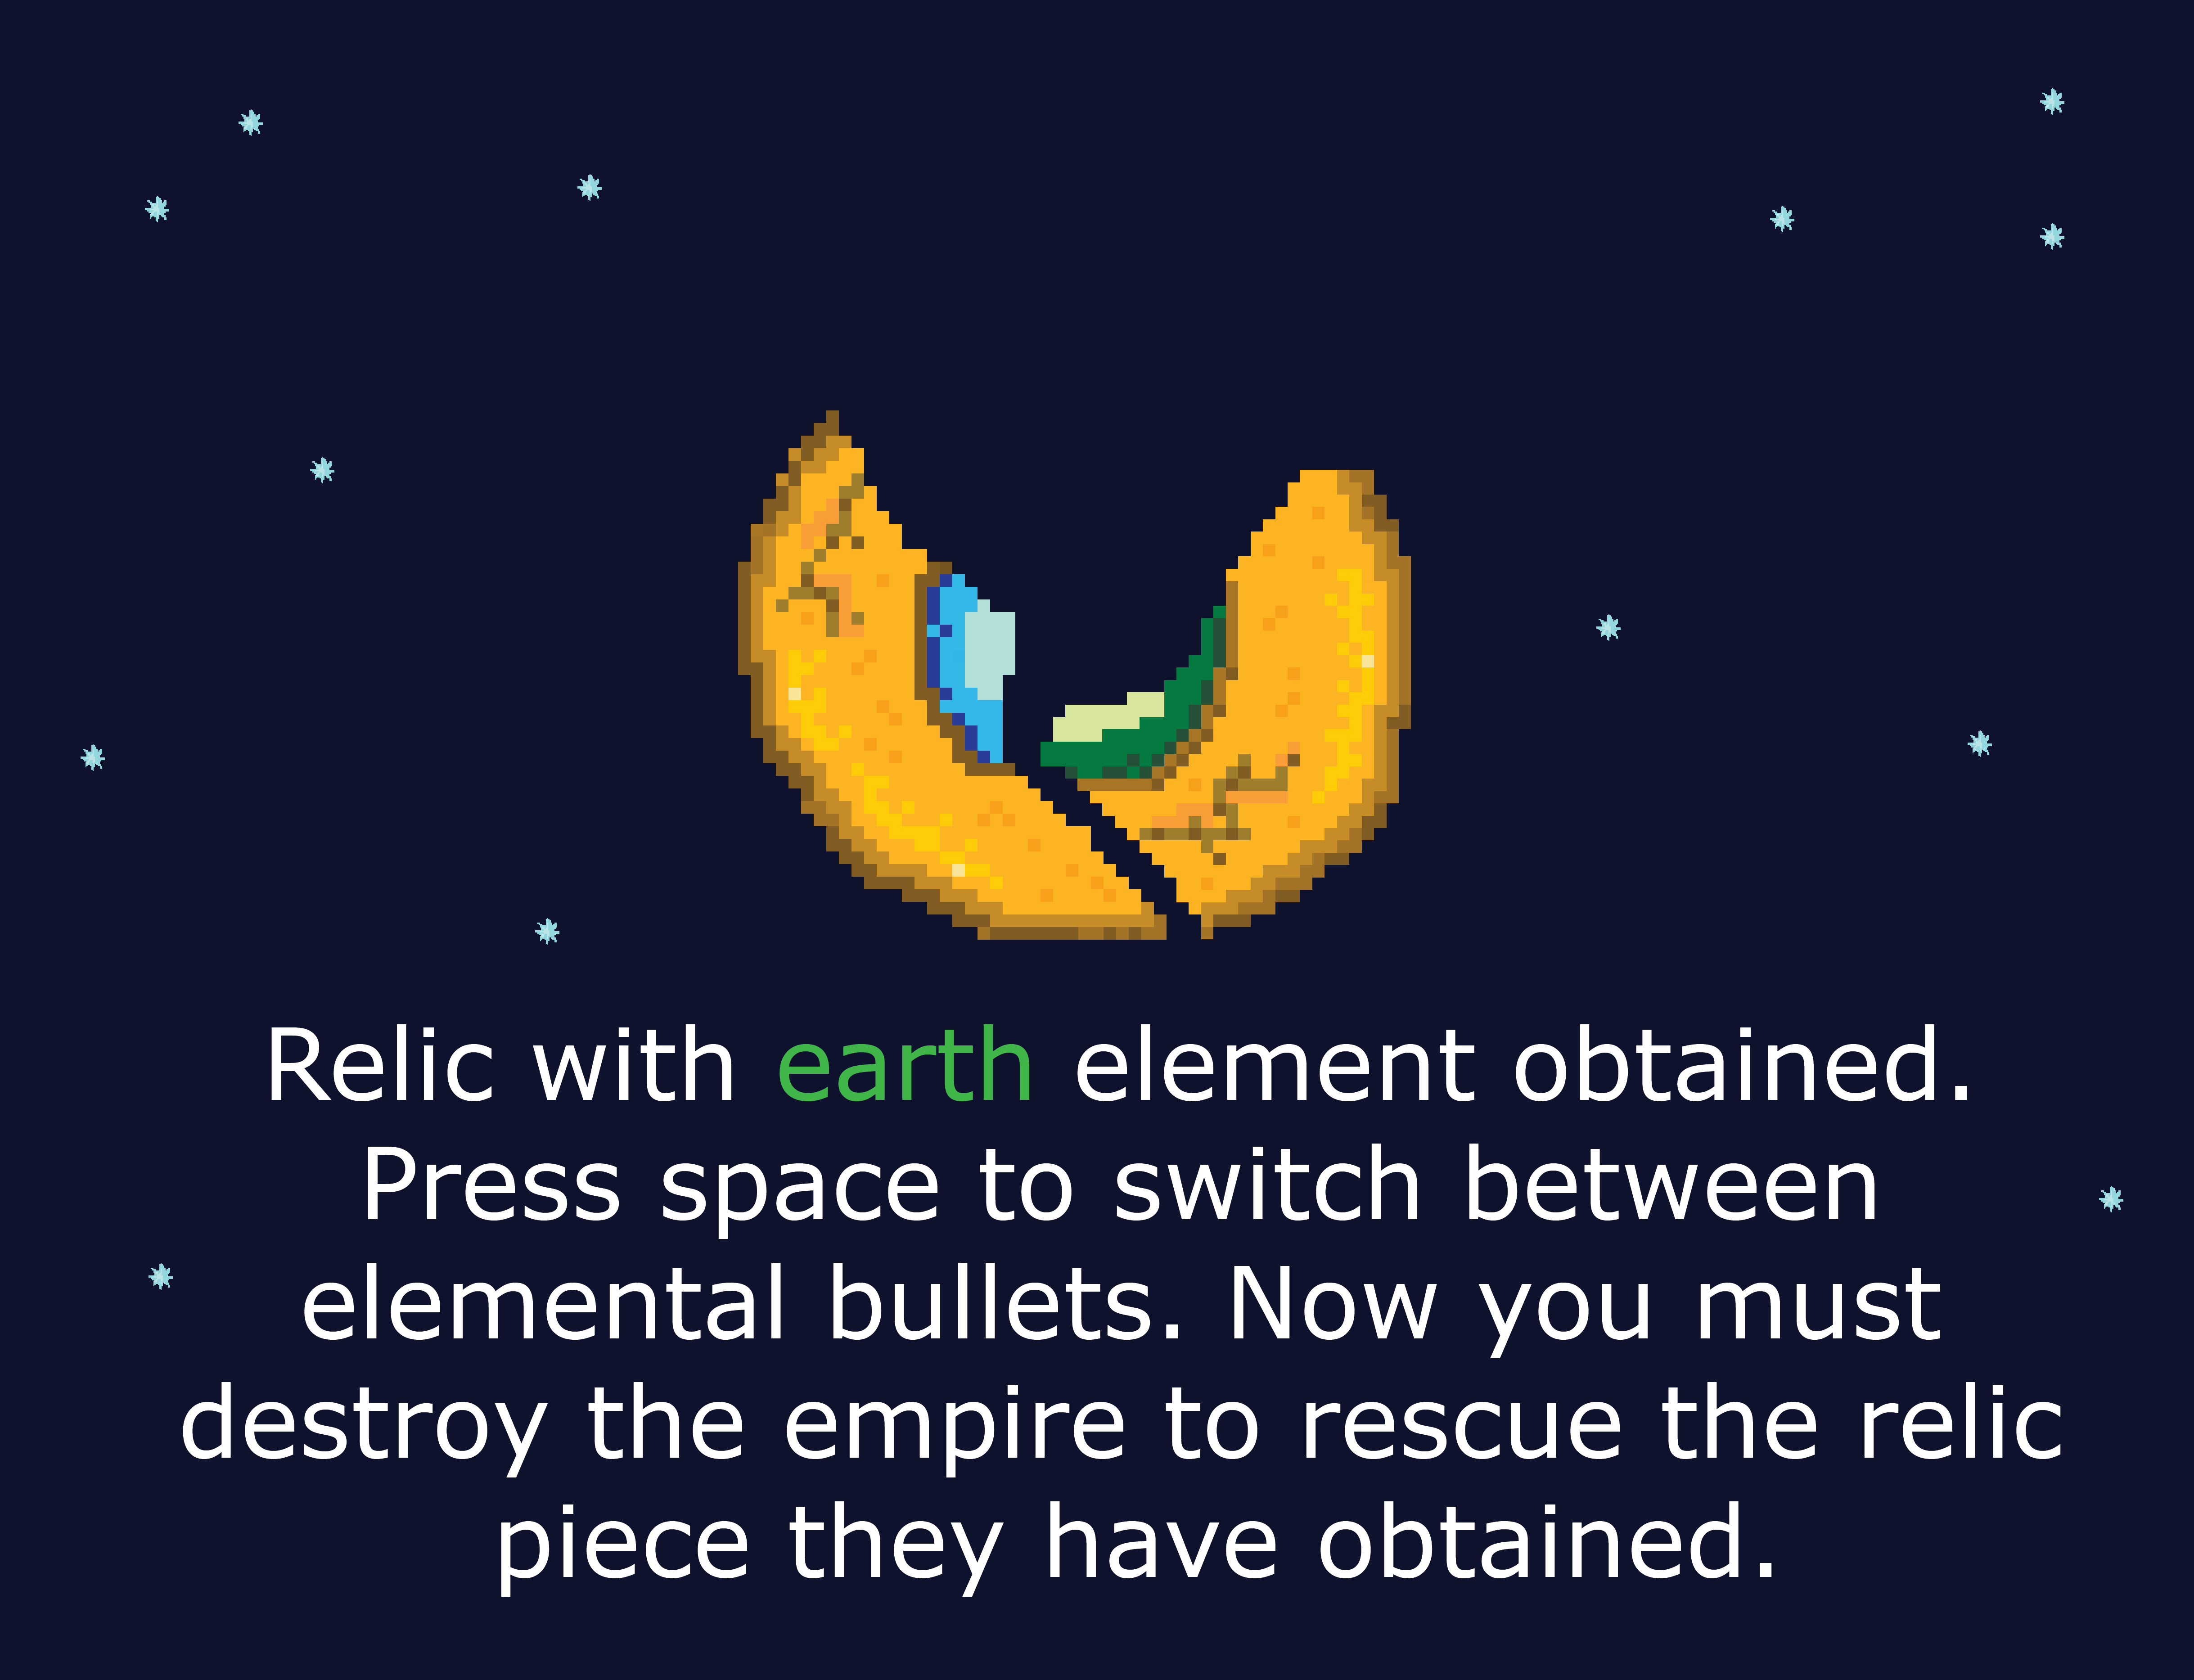 Relic with earth element obtained.
Press space to switch between
elemental bullets. Now you must
destroy the empire to rescue the relic
piece they have obtained.